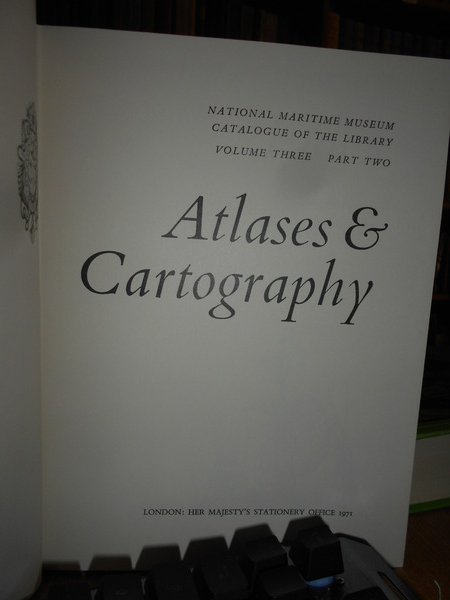 NATIONAL MARITIME MUSEUM
CATALOGUE OF THE LIBRARY
VOLUME THREE PART TWO
Atlases &
Cartography
LONDON: HER MAJESTY'S STATIONERY OFFICE 1971